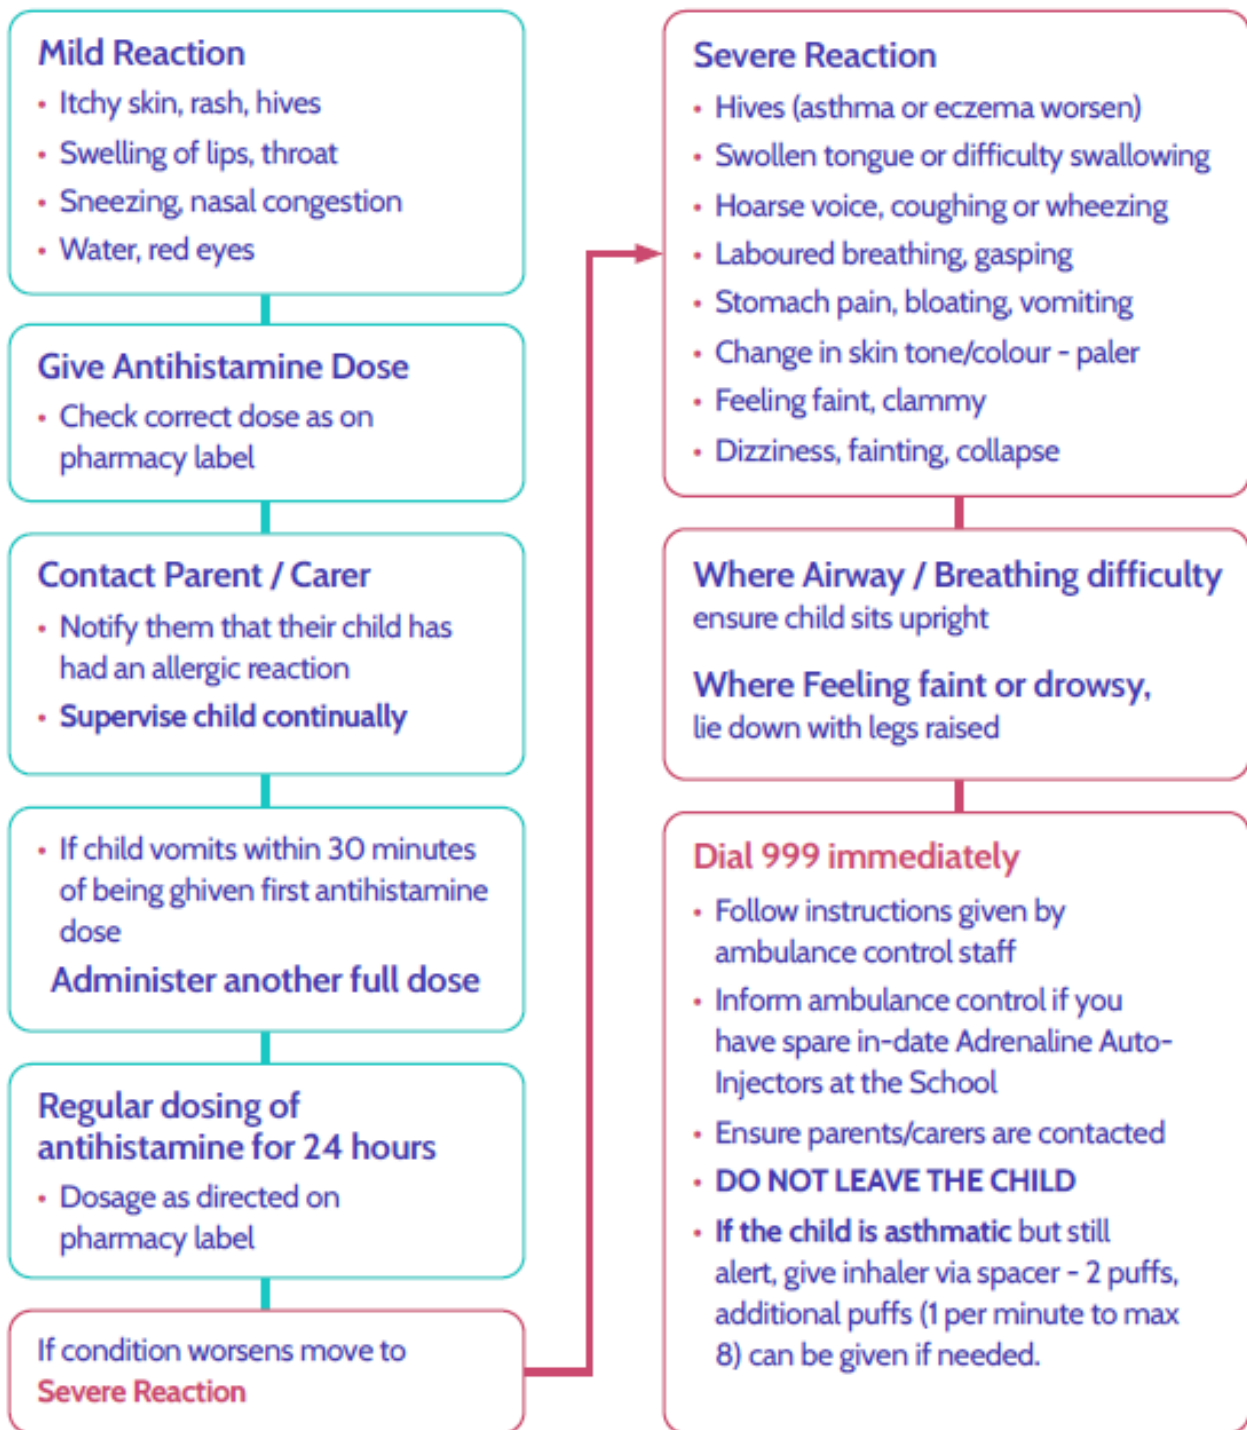 Mild Reaction
• Itchy skin, rash, hives
• Swelling of lips, throat
• Sneezing, nasal congestion
• Water, red eyes
Give Antihistamine Dose
• Check correct dose as on
pharmacy label
Contact Parent / Carer
• Notify them that their child has
had an allergic reaction
• Supervise child continually
• If child vomits within 30 minutes
of being ghiven first antihistamine
dose
Administer another full dose
Regular dosing of
antihistamine for 24 hours
• Dosage as directed on
pharmacy label
If condition worsens move to
Severe Reaction
Severe Reaction
• Hives (asthma or eczema worsen)
• Swollen tongue or difficulty swallowing
• Hoarse voice, coughing or wheezing
• Laboured breathing, gasping
• Stomach pain, bloating, vomiting
• Change in skin tone/colour - paler
• Feeling faint, clammy
• Dizziness, fainting, collapse
Where Airway / Breathing difficulty
ensure child sits upright
Where Feeling faint or drowsy,
lie down with legs raised
Dial 999 immediately
• Follow instructions given by
ambulance control staff
• Inform ambulance control if you
have spare in-date Adrenaline Auto-
Injectors at the School
• Ensure parents/carers are contacted
• DO NOT LEAVE THE CHILD
• If the child is asthmatic but still
alert, give inhaler via spacer - 2 puffs,
additional puffs (1 per minute to max
8) can be given if needed.